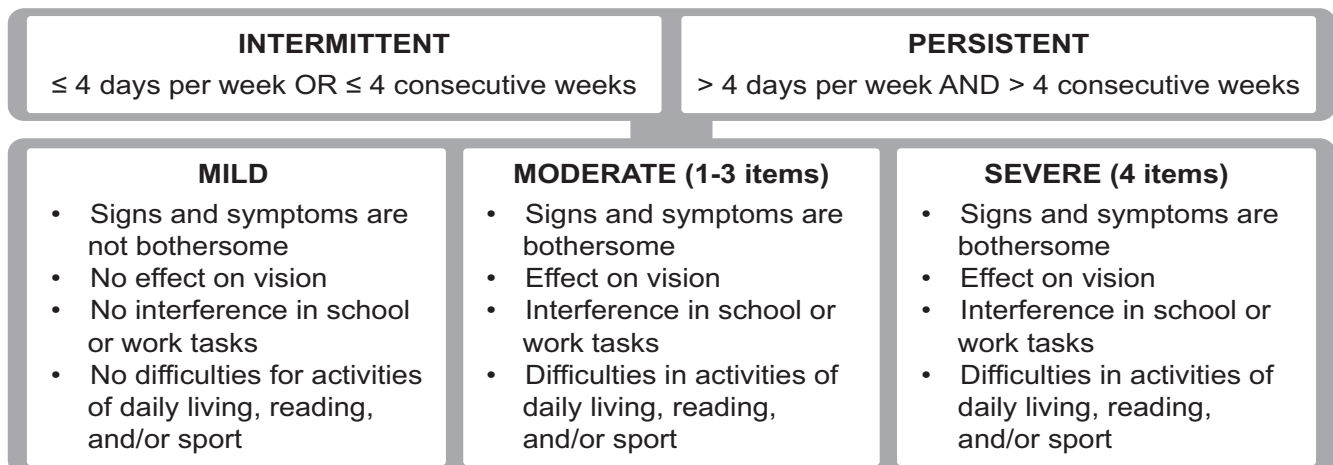 INTERMITTENT
≤ 4 days per week OR ≤ 4 consecutive weeks
PERSISTENT
> 4 days per week AND > 4 consecutive weeks
MILD
• Signs and symptoms are
not bothersome
• No effect on vision
• No interference in school
or work tasks
• No difficulties for activities
of daily living, reading,
and/or sport
MODERATE (1-3 items)
• Signs and symptoms are
bothersome
• Effect on vision
• Interference in school or
work tasks
• Difficulties in activities of
daily living, reading,
and/or sport
SEVERE (4 items)
• Signs and symptoms are
bothersome
• Effect on vision
• Interference in school or
work tasks
• Difficulties in activities of
daily living, reading,
and/or sport